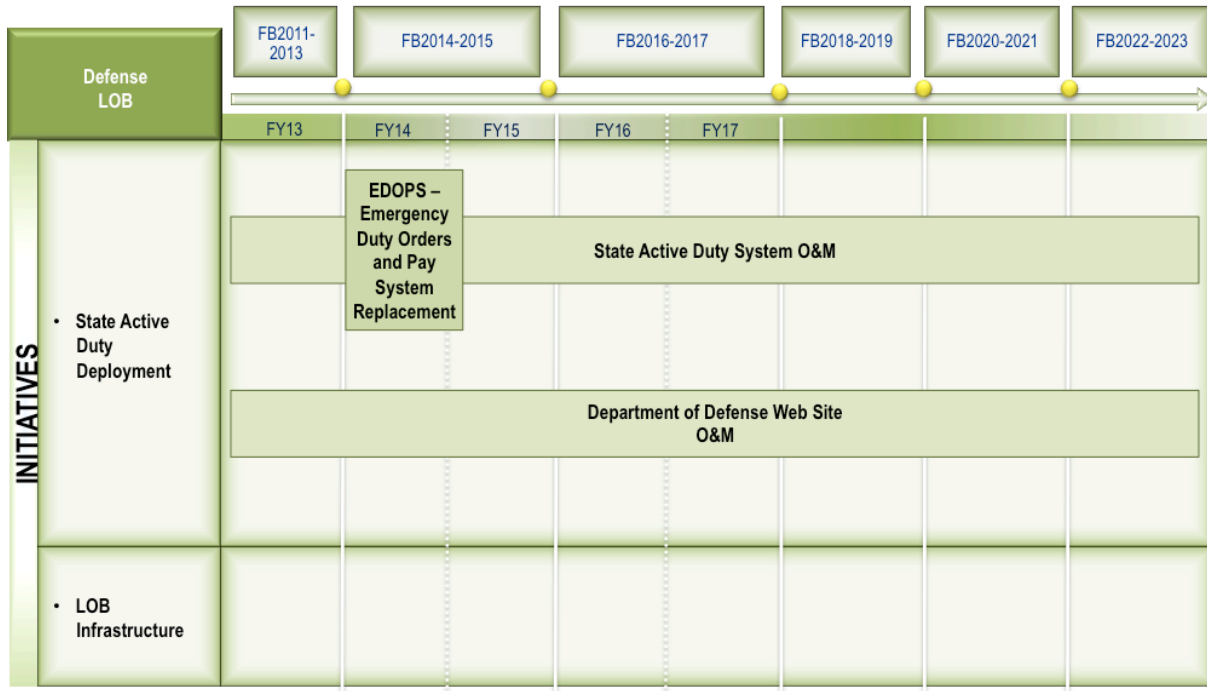 Defense
LOB
FB2011-
2013
FB2014-2015
FB2016-2017
FB2018-2019
FB2020-2021
FB2022-2023
FY13
FY14
FY15
FY16
FY17
INITIATIVES
• State Active
Duty
Deployment
EDOPS –
Emergency
Duty Orders
and Pay
System
Replacement
State Active Duty System O&M
Department of Defense Web Site
O&M
• LOB
Infrastructure